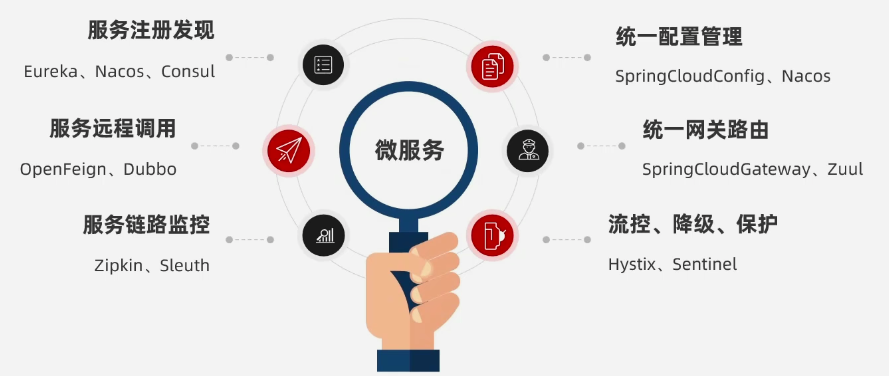 服务注册发现
Eureka、Nacos、Consul
服务远程调用
OpenFeign、Dubbo
服务链路监控
Zipkin、Sleuth
微服务
统一配置管理
SpringCloudConfig、Nacos
统一网关路由
SpringCloudGateway、Zuul
流控、降级、保护
Hystix、Sentinel